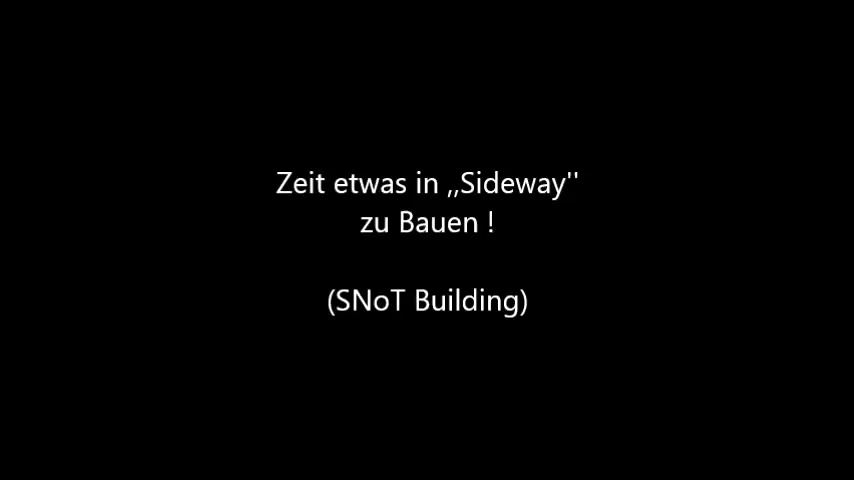 Zeit etwas in ,,Sideway''
zu Bauen !
(SNoT Building)